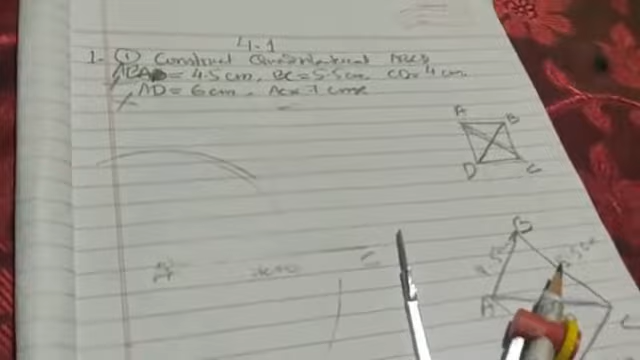 4.1
1. ① Construct Quadrilateral ABCD
AB = 4.5 cm, BC = 5.5 cm CD = 4 cm
AD = 6 cm, AC = 7 cm
A B
D C
B
A C